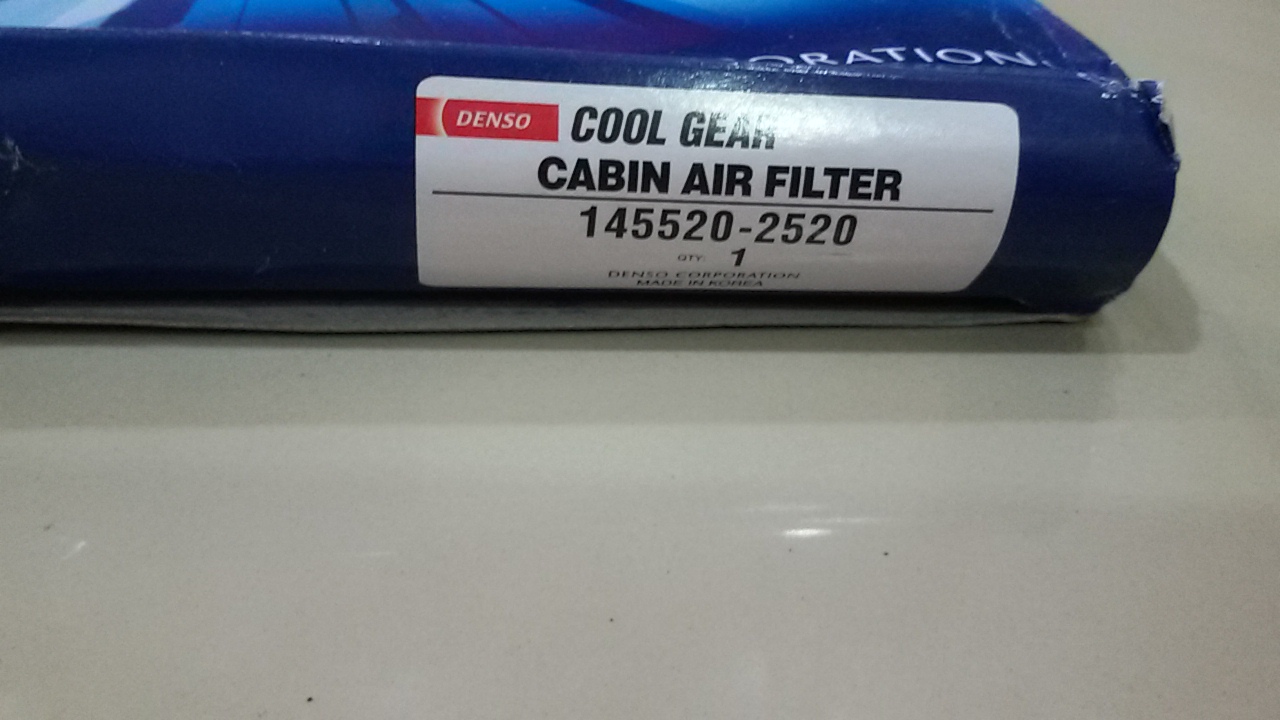 ORATION
DENSO COOL GEAR
CABIN AIR FILTER
145520-2520
QTY: 1
DENSO CORPORATION
MADE IN KOREA